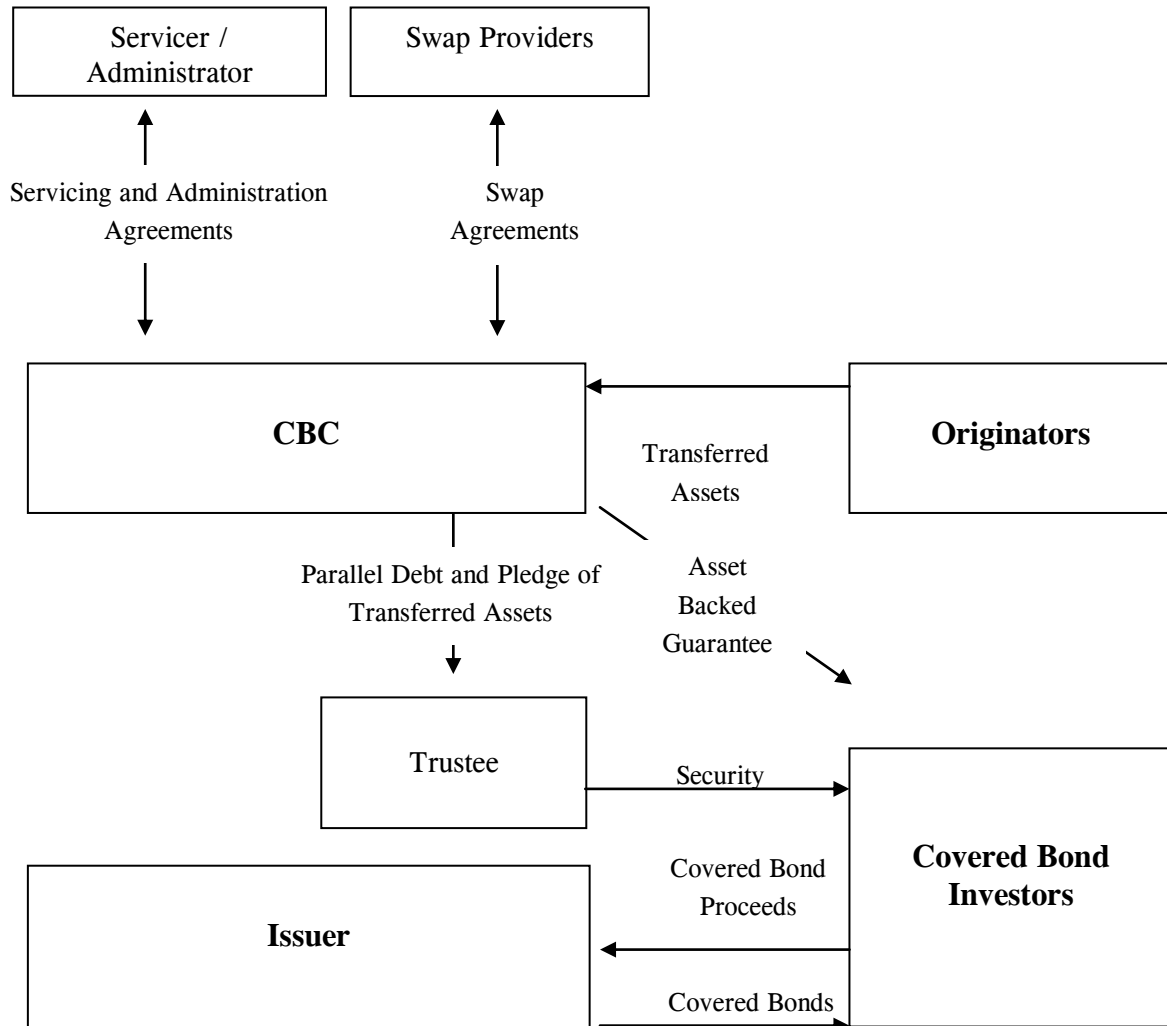 Servicer /
Administrator
Swap Providers
Servicing and Administration
Agreements
Swap
Agreements
CBC
Originators
Transferred
Assets
Parallel Debt and Pledge of
Transferred Assets
Asset
Backed
Guarantee
Trustee
Security
Covered Bond
Investors
Covered Bond
Proceeds
Issuer
Covered Bonds